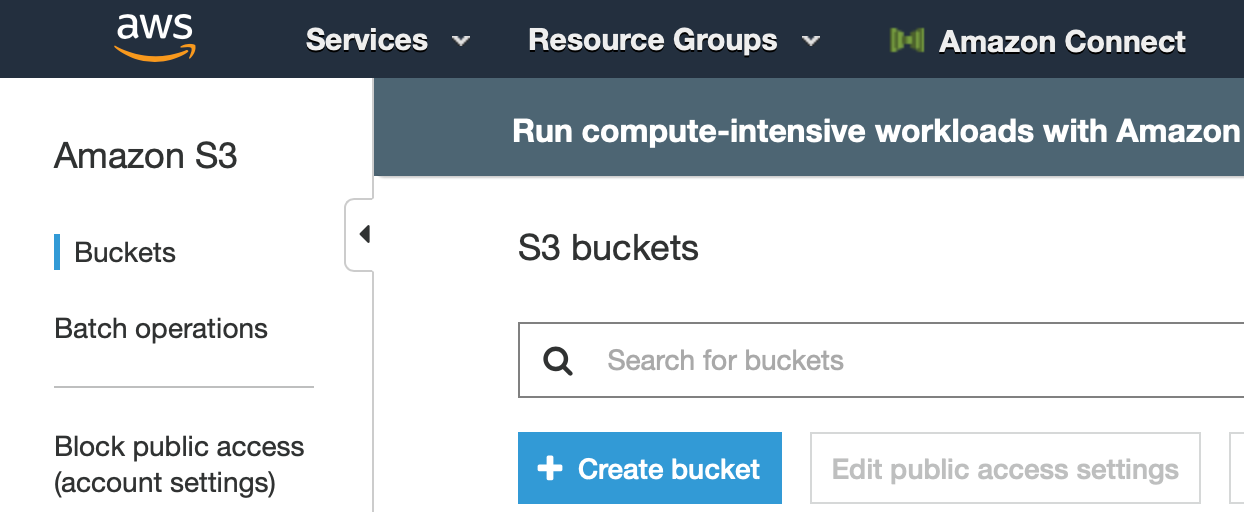 aws
Services
Resource Groups
Amazon Connect
Run compute-intensive workloads with Amazon
Amazon S3
Buckets
Batch operations
Block public access
(account settings)
S3 buckets
Search for buckets
Create bucket
Edit public access settings